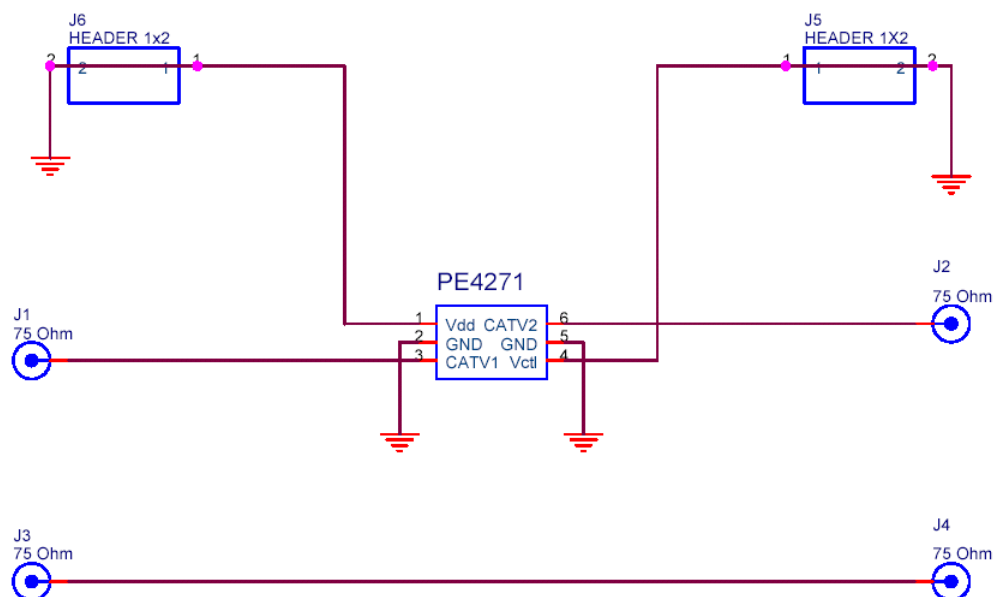 J6
HEADER 1x2
2 2 1 1
J5
HEADER 1X2
1 1 2 2
PE4271
J1
75 Ohm
J2
75 Ohm
1 Vdd CATV2 6
2 GND GND 5
3 CATV1 Vctl 4
J3
75 Ohm
J4
75 Ohm